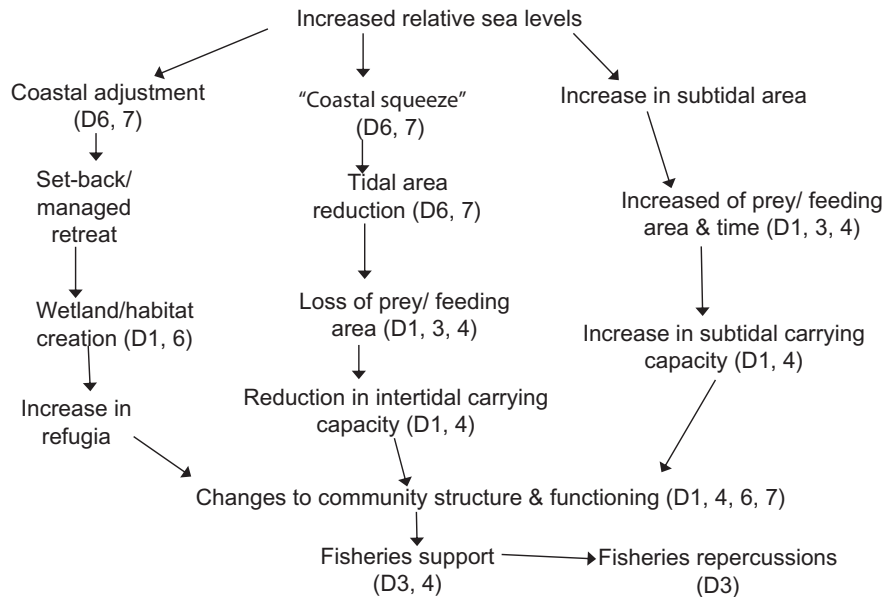 Increased relative sea levels
Coastal adjustment
(D6, 7)
"Coastal squeeze"
(D6, 7)
Increase in subtidal area
Set-back/
managed
retreat
Tidal area
reduction (D6, 7)
Increased of prey/ feeding
area & time (D1, 3, 4)
Wetland/habitat
creation (D1, 6)
Loss of prey/ feeding
area (D1, 3, 4)
Increase in subtidal carrying
capacity (D1, 4)
Increase in
refugia
Reduction in intertidal carrying
capacity (D1, 4)
Changes to community structure & functioning (D1, 4, 6, 7)
Fisheries support
(D3, 4)
Fisheries repercussions
(D3)